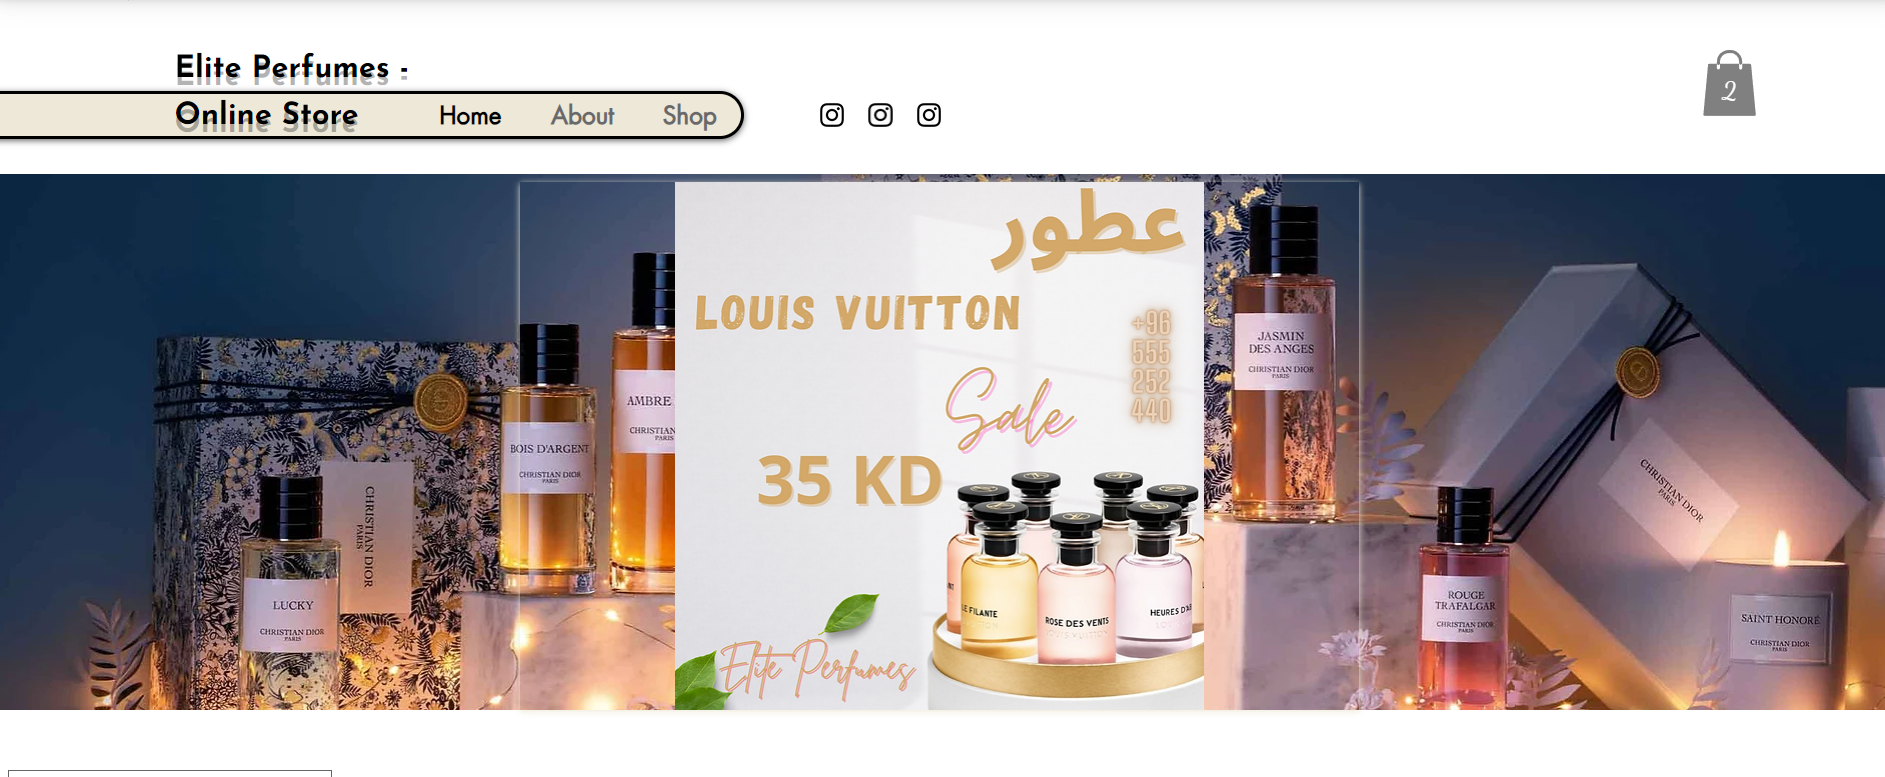 Elite Perfumes :
Online Store
Home
About
Shop
2
عطور
LOUIS VUITTON
+96
555
252
440
Sale
35 KD
LE FILANTE
ROSE DES VENTS
LOUIS VUITTON
HEURES D'AB
Elite Perfumes
AMBRE
CHRISTIAN
PARIS
BOIS D'ARGENT
CHRISTIAN DIOR
PARIS
CHRISTIAN DIOR
PARIS
LUCKY
CHRISTIAN DIOR
PARIS
JASMIN
DES ANGES
CHRISTIAN DIOR
PARIS
CHRISTIAN DIOR
PARIS
ROUGE
TRAFALGAR
CHRISTIAN DIOR
PARIS
SAINT HONORÉ
CHRISTIAN DIOR
PARIS